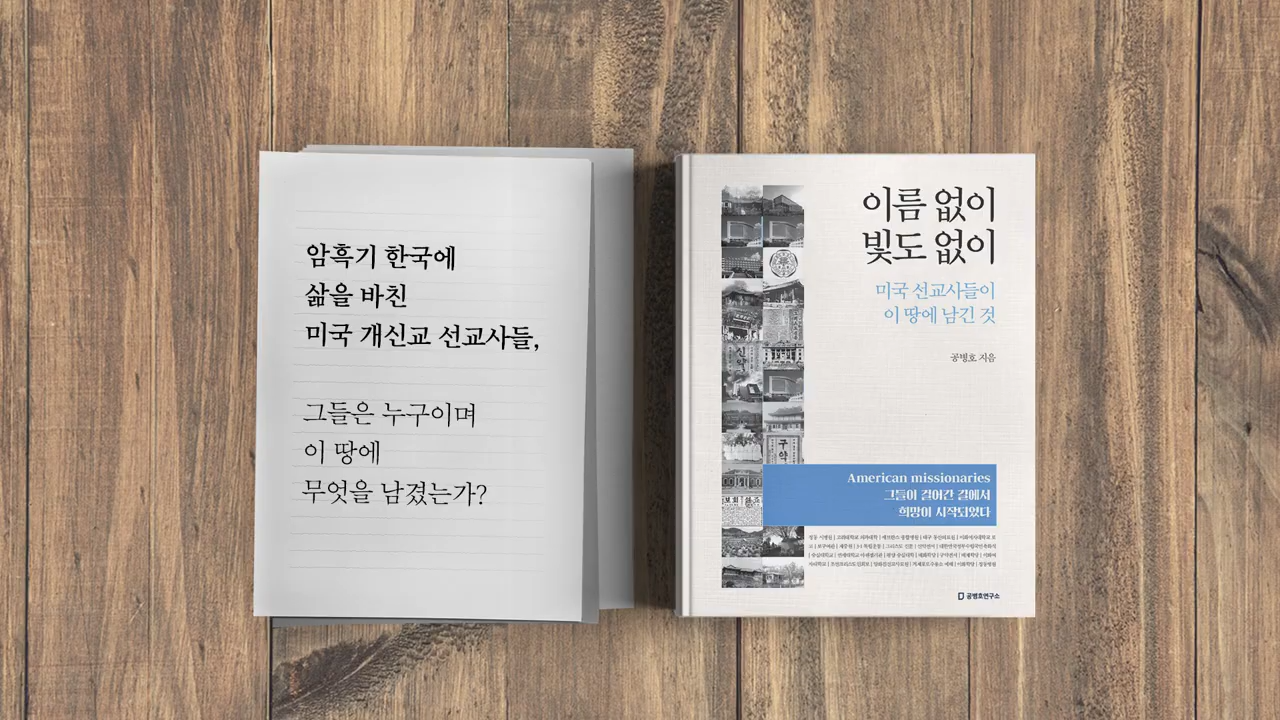 암흑기 한국에
삶을 바친
미국 개신교 선교사들,
그들은 누구이며
이 땅에
무엇을 남겼는가?
이름 없이
빛도 없이
미국 선교사들이
이 땅에 남긴 것
공병호 지음
신약
구약
American missionaries
그들이 걸어간 길에서
희망이 시작되었다
공병호연구소